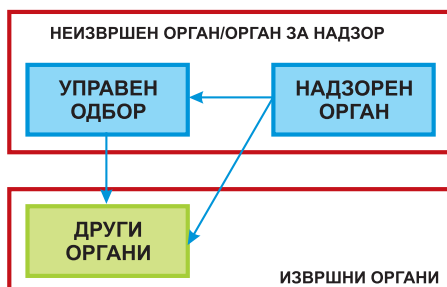 НЕИЗВРШЕН ОРГАН/ОРГАН ЗА НАДЗОР
УПРАВЕН
ОДБОР
НАДЗОРЕН
ОРГАН
ДРУГИ
ОРГАНИ
ИЗВРШНИ ОРГАНИ